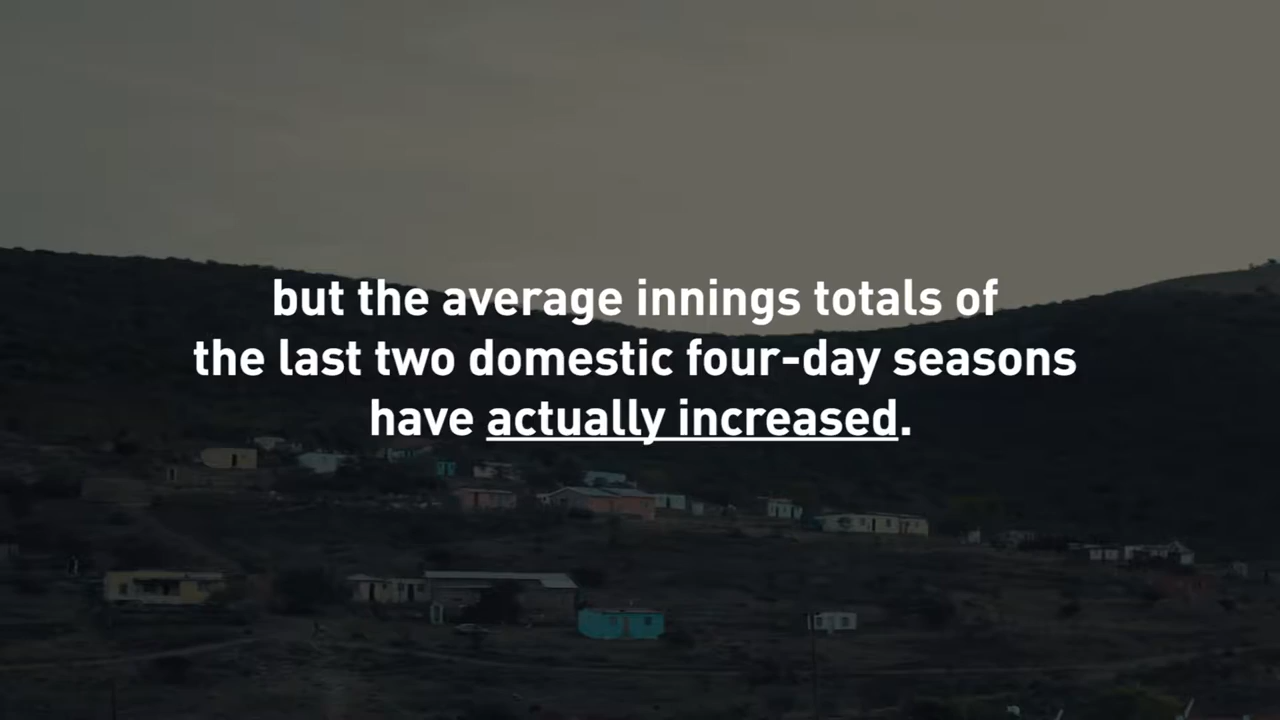 but the average innings totals of
the last two domestic four-day seasons
have actually increased.